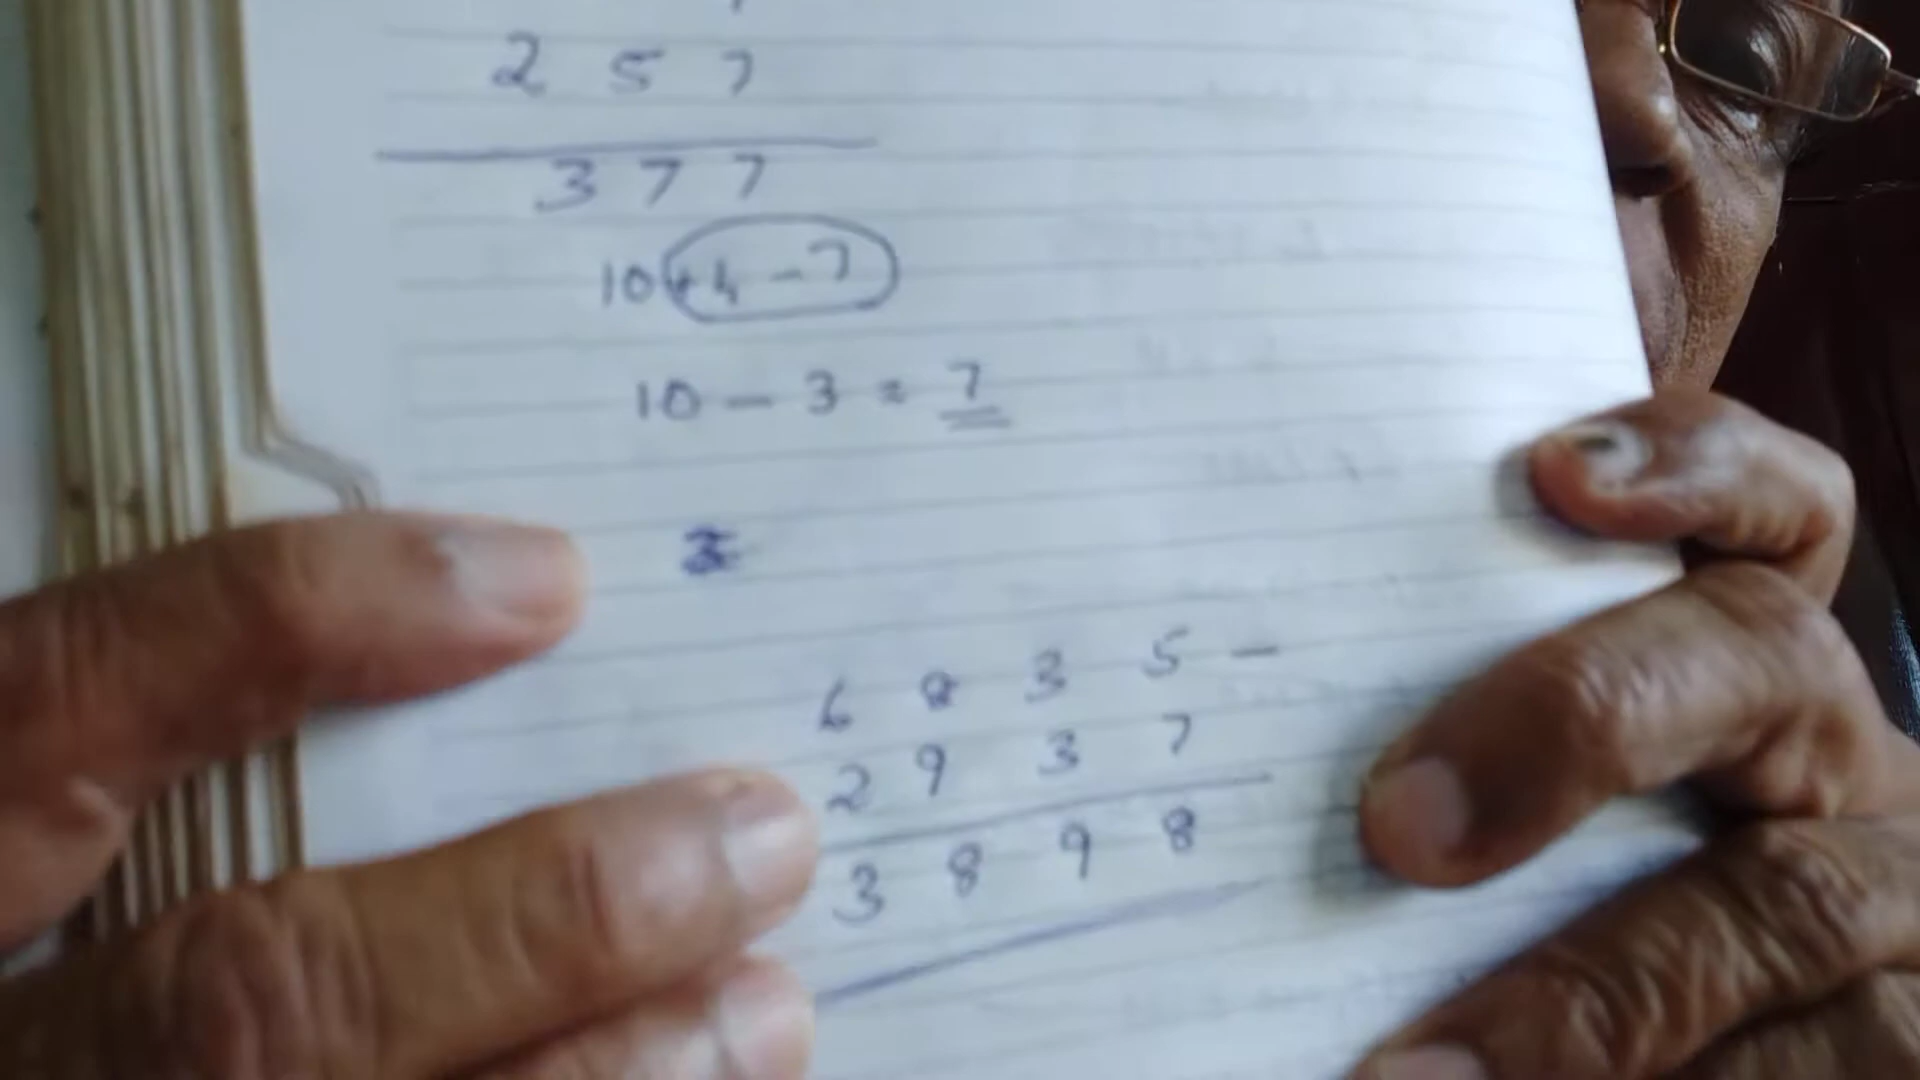 2 5 7
3 7 7
10 + 4 - 7
10 - 3 = 7
6 8 3 5 -
2 9 3 7
3 8 9 8